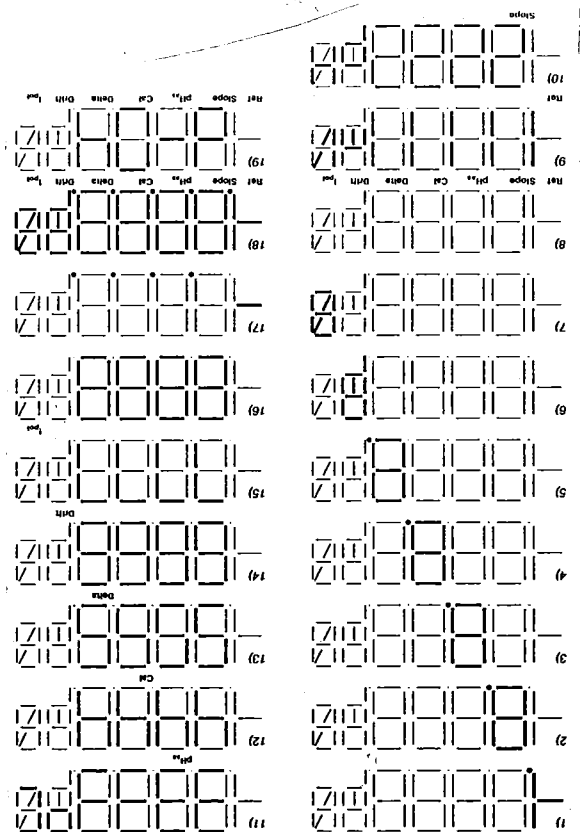 1)
2)
3)
4)
5)
6)
7)
8)
Ref Slope pHas Cal Delta Drift Ipol
9)
Ref
10)
Slope
11)
pHas
12)
Cal
13)
Delta
14)
Drift
15)
Ipol
16)
17)
18)
Ref Slope pHas Cal Delta Drift Ipol
19)
Ref Slope pHas Cal Delta Drift Ipol